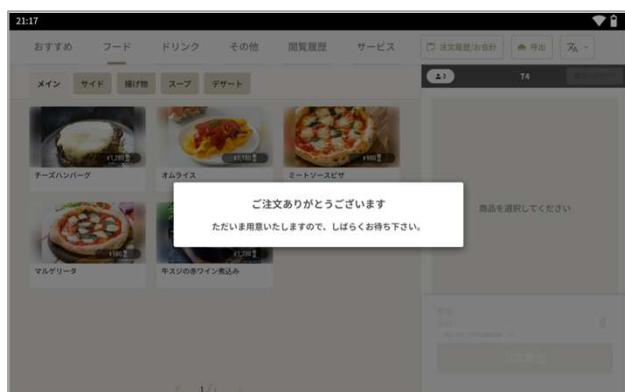 21:17
おすすめ
フード
ドリンク
その他
閲覧履歴
サービス
注文履歴/お会計
呼出
メイン
サイド
揚げ物
スープ
デザート
74
¥1,280
チーズハンバーグ
オムライス
¥980
ミートソースピザ
ご注文ありがとうございます
ただいま用意いたしますので、しばらくお待ち下さい。
商品を選択してください
マルゲリータ
牛スジの赤ワイン煮込み
1/1